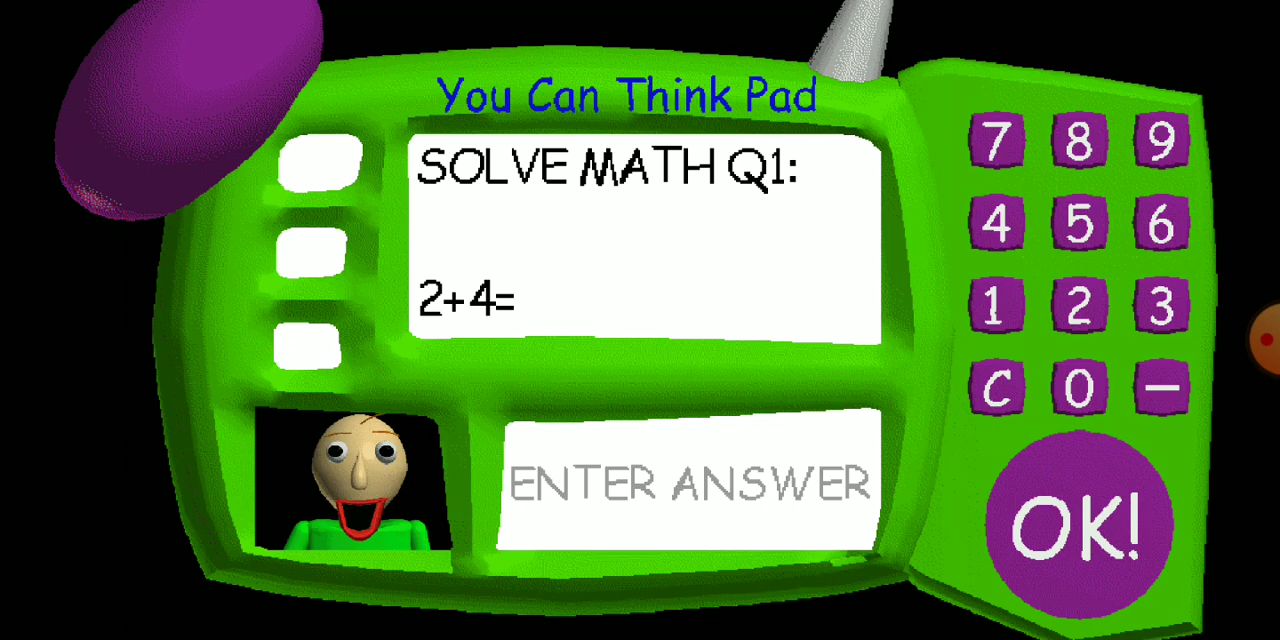 You Can Think Pad
SOLVE MATH Q1:
2+4=
ENTER ANSWER
7 8 9
4 5 6
1 2 3
C 0 –
OK!